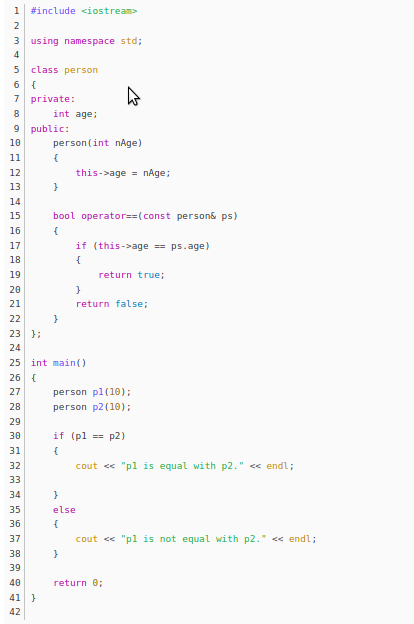 1 #include <iostream>
2
3 using namespace std;
4
5 class person
6 {
7 private:
8     int age;
9 public:
10     person(int nAge)
11     {
12         this->age = nAge;
13     }
14
15     bool operator==(const person& ps)
16     {
17         if (this->age == ps.age)
18         {
19             return true;
20         }
21         return false;
22     }
23 };
24
25 int main()
26 {
27     person p1(10);
28     person p2(10);
29
30     if (p1 == p2)
31     {
32         cout << "p1 is equal with p2." << endl;
33
34     }
35     else
36     {
37         cout << "p1 is not equal with p2." << endl;
38     }
39
40     return 0;
41 }
42